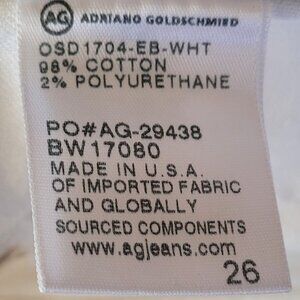 AG ADRIANO GOLDSCHMIED
OSD1704-EB-WHT
98% COTTON
2% POLYURETHANE
PO#AG-29438
BW17080
MADE IN U.S.A.
OF IMPORTED FABRIC
AND GLOBALLY
SOURCED COMPONENTS
www.agjeans.com
26